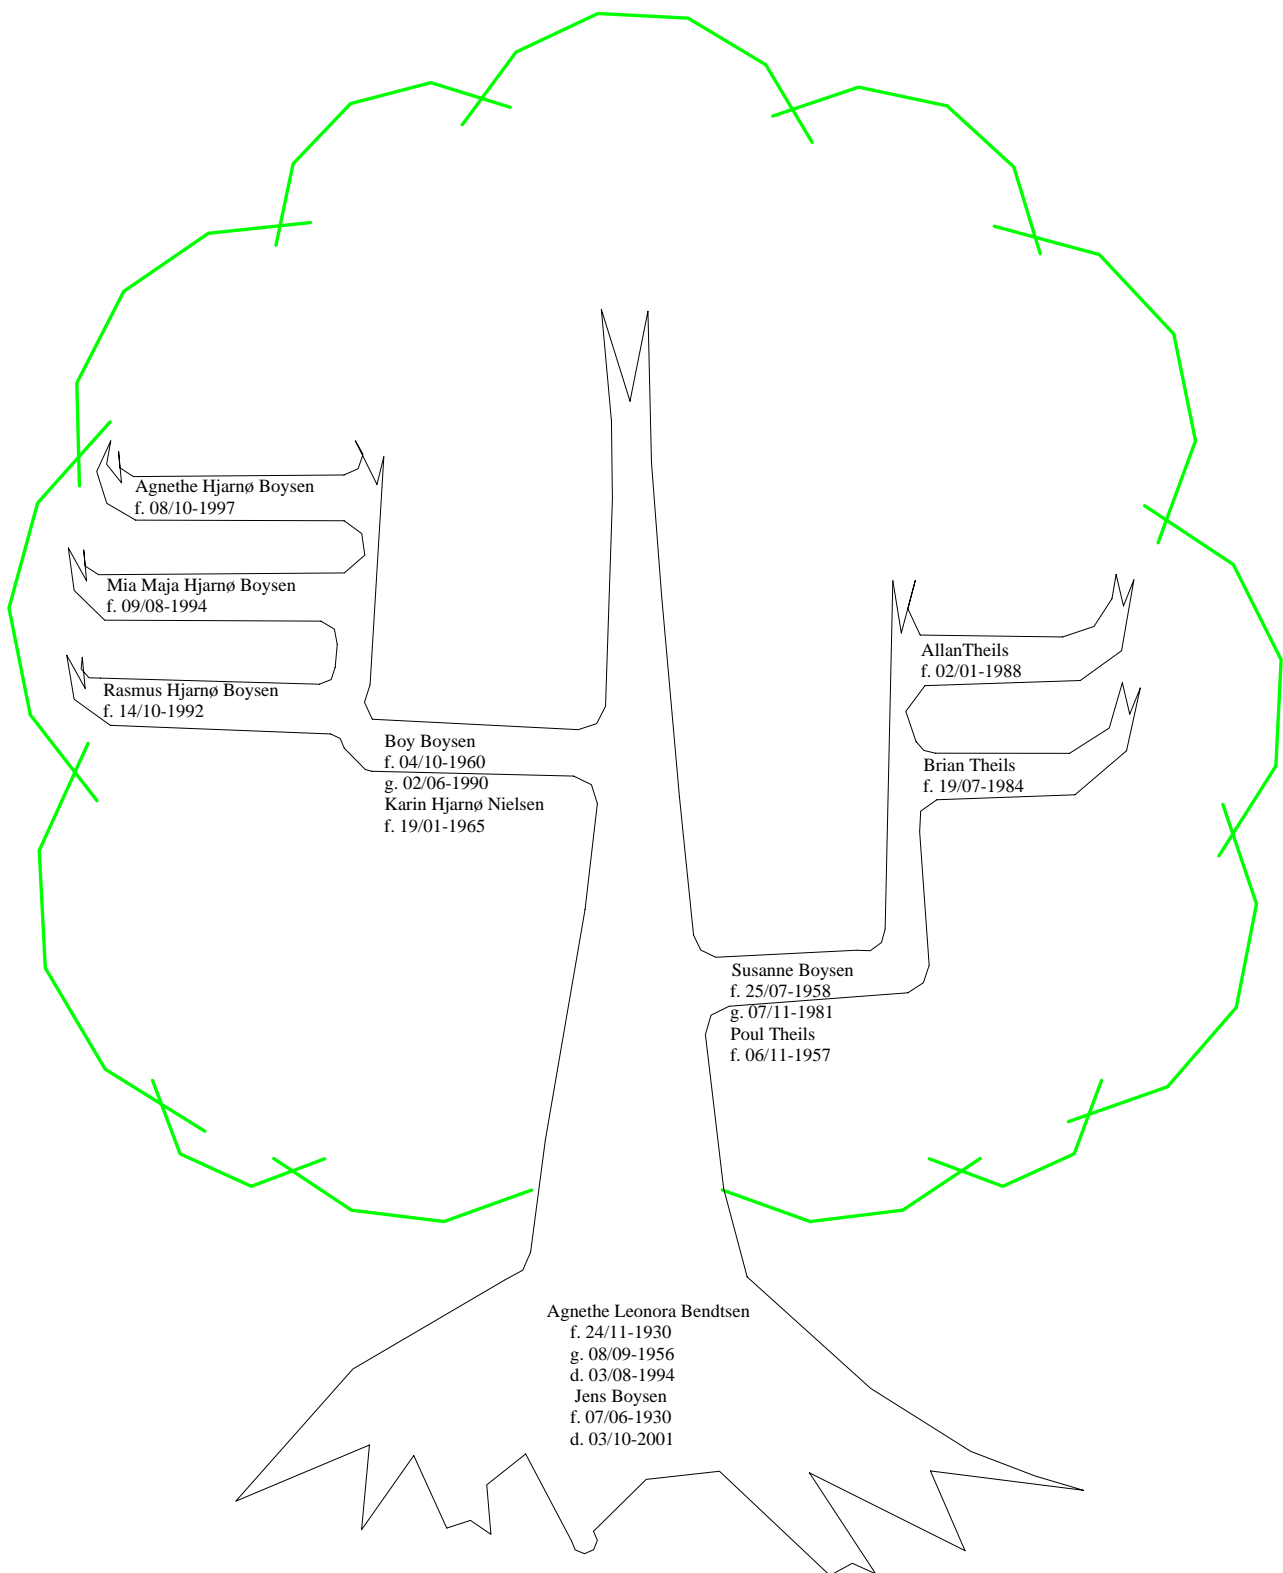 Agnethe Hjarnø Boysen
f. 08/10-1997
Mia Maja Hjarnø Boysen
f. 09/08-1994
Rasmus Hjarnø Boysen
f. 14/10-1992
Boy Boysen
f. 04/10-1960
g. 02/06-1990
Karin Hjarnø Nielsen
f. 19/01-1965
AllanTheils
f. 02/01-1988
Brian Theils
f. 19/07-1984
Susanne Boysen
f. 25/07-1958
g. 07/11-1981
Poul Theils
f. 06/11-1957
Agnethe Leonora Bendtsen
f. 24/11-1930
g. 08/09-1956
d. 03/08-1994
Jens Boysen
f. 07/06-1930
d. 03/10-2001